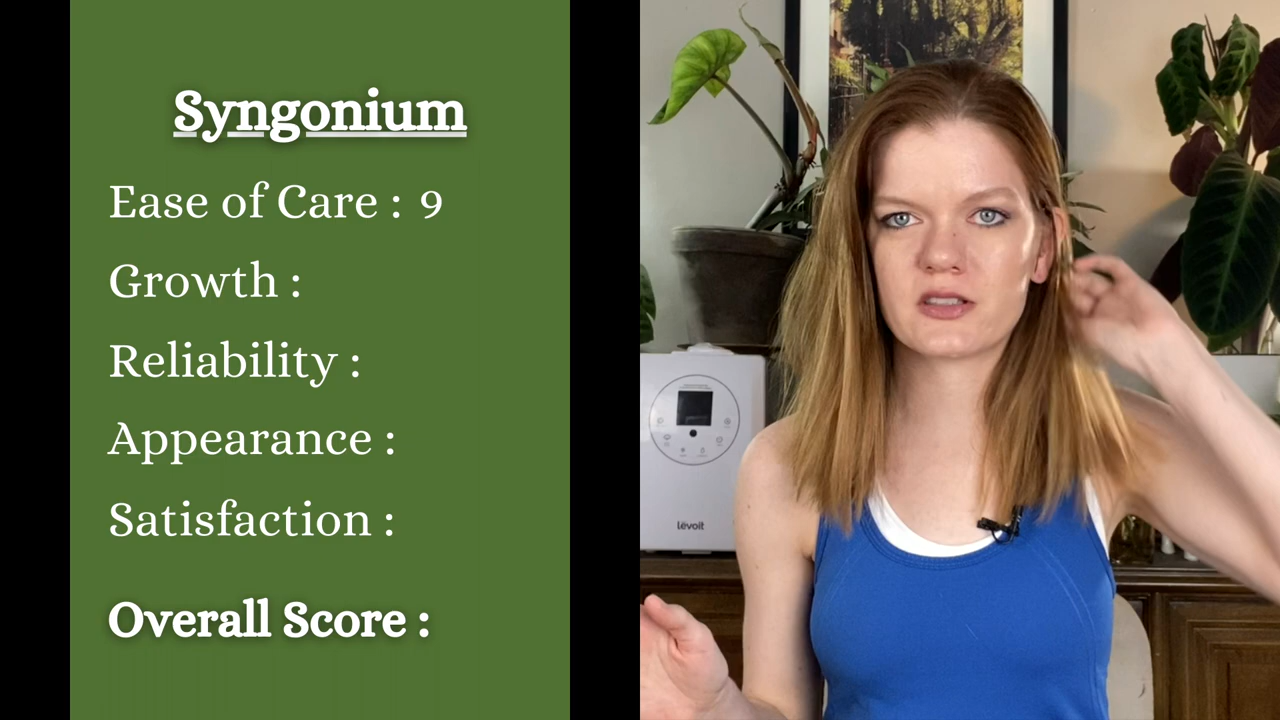 Syngonium
Ease of Care : 9
Growth :
Reliability :
Appearance :
Satisfaction :
Overall Score :
levoit